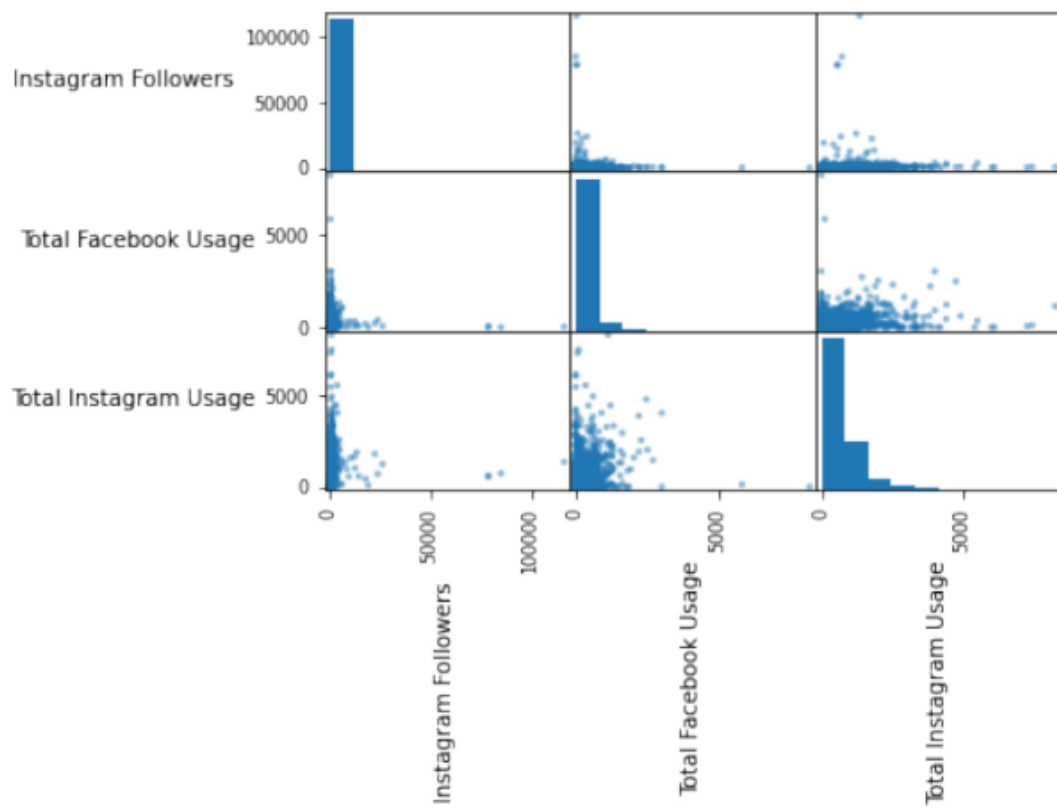 100000
Instagram Followers
50000
0
Total Facebook Usage 5000
0
Total Instagram Usage 5000
0
0 50000 100000 0 5000 0 5000
Instagram Followers
Total Facebook Usage
Total Instagram Usage